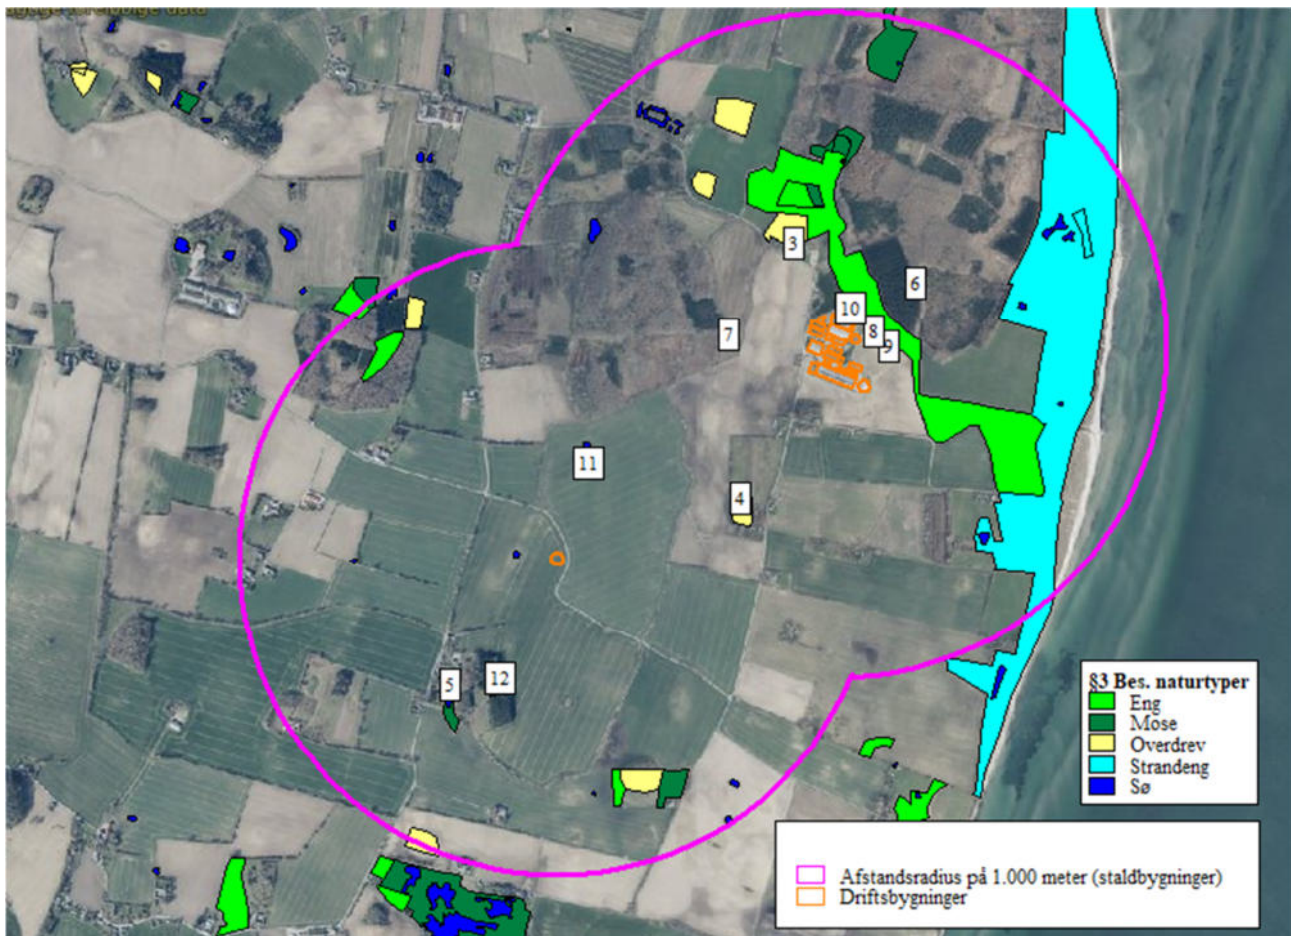 3
6
10
7
8
9
11
4
5
12
§3 Bes. naturtyper
Eng
Mose
Overdrev
Strandeng
Sø
Afstandsradius på 1.000 meter (staldbygninger)
Driftsbygninger